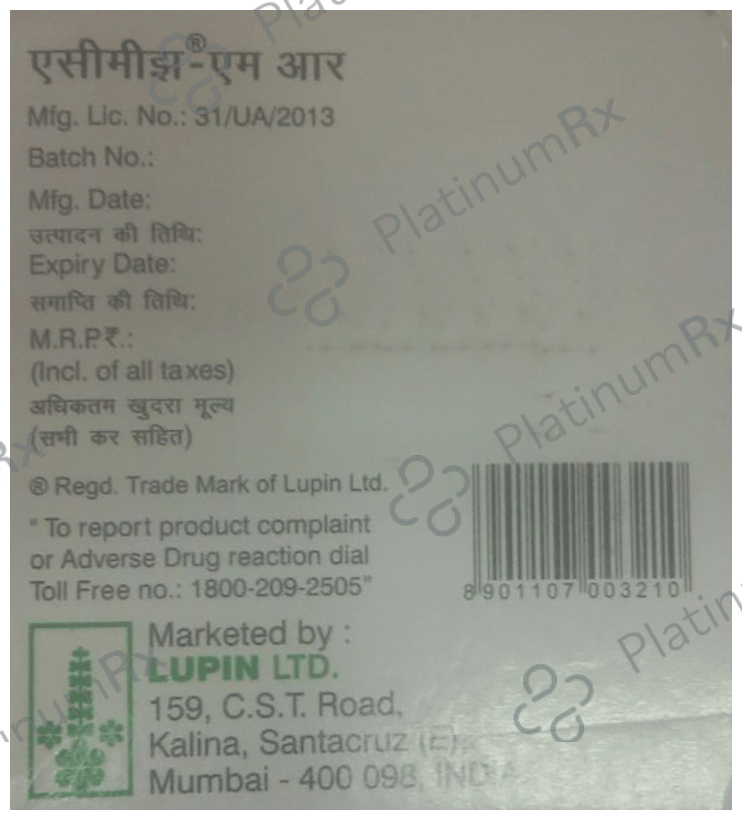 एसीमीझ®-एम आर
Mfg. Lic. No.: 31/UA/2013
Batch No.:
Mfg. Date:
उत्पादन की तिथि:
Expiry Date:
समाप्ति की तिथि:
M.R.P.₹.:
(Incl. of all taxes)
अधिकतम खुदरा मूल्य
(सभी कर सहित)
® Regd. Trade Mark of Lupin Ltd.
" To report product complaint
or Adverse Drug reaction dial
Toll Free no.: 1800-209-2505"
8 901107 003210
Marketed by :
LUPIN LTD.
159, C.S.T. Road,
Kalina, Santacruz (E),
Mumbai - 400 098, INDIA
PlatinumRx
PlatinumRx
PlatinumRx
PlatinumRx